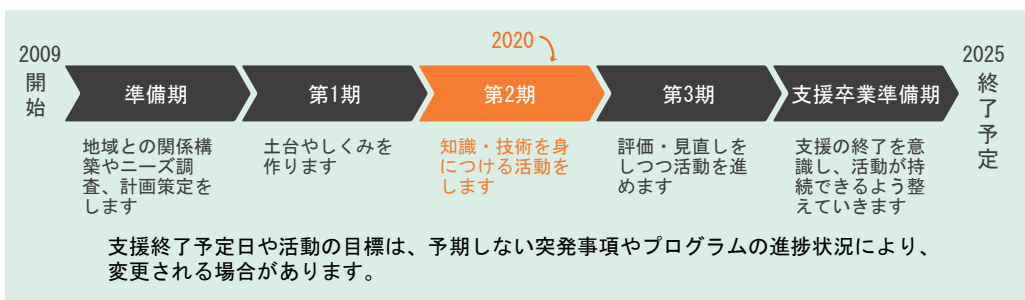 2020
2009
開始
準備期
第1期
第2期
第3期
支援卒業準備期
2025
終了予定
地域との関係構
築やニーズ調
査、計画策定を
します
土台やしくみを
作ります
知識・技術を身
につける活動を
します
評価・見直しを
しつつ活動を進
めます
支援の終了を意
識し、活動が持
続できるよう整
えていきます
支援終了予定日や活動の目標は、予期しない突発事項やプログラムの進捗状況により、
変更される場合があります。